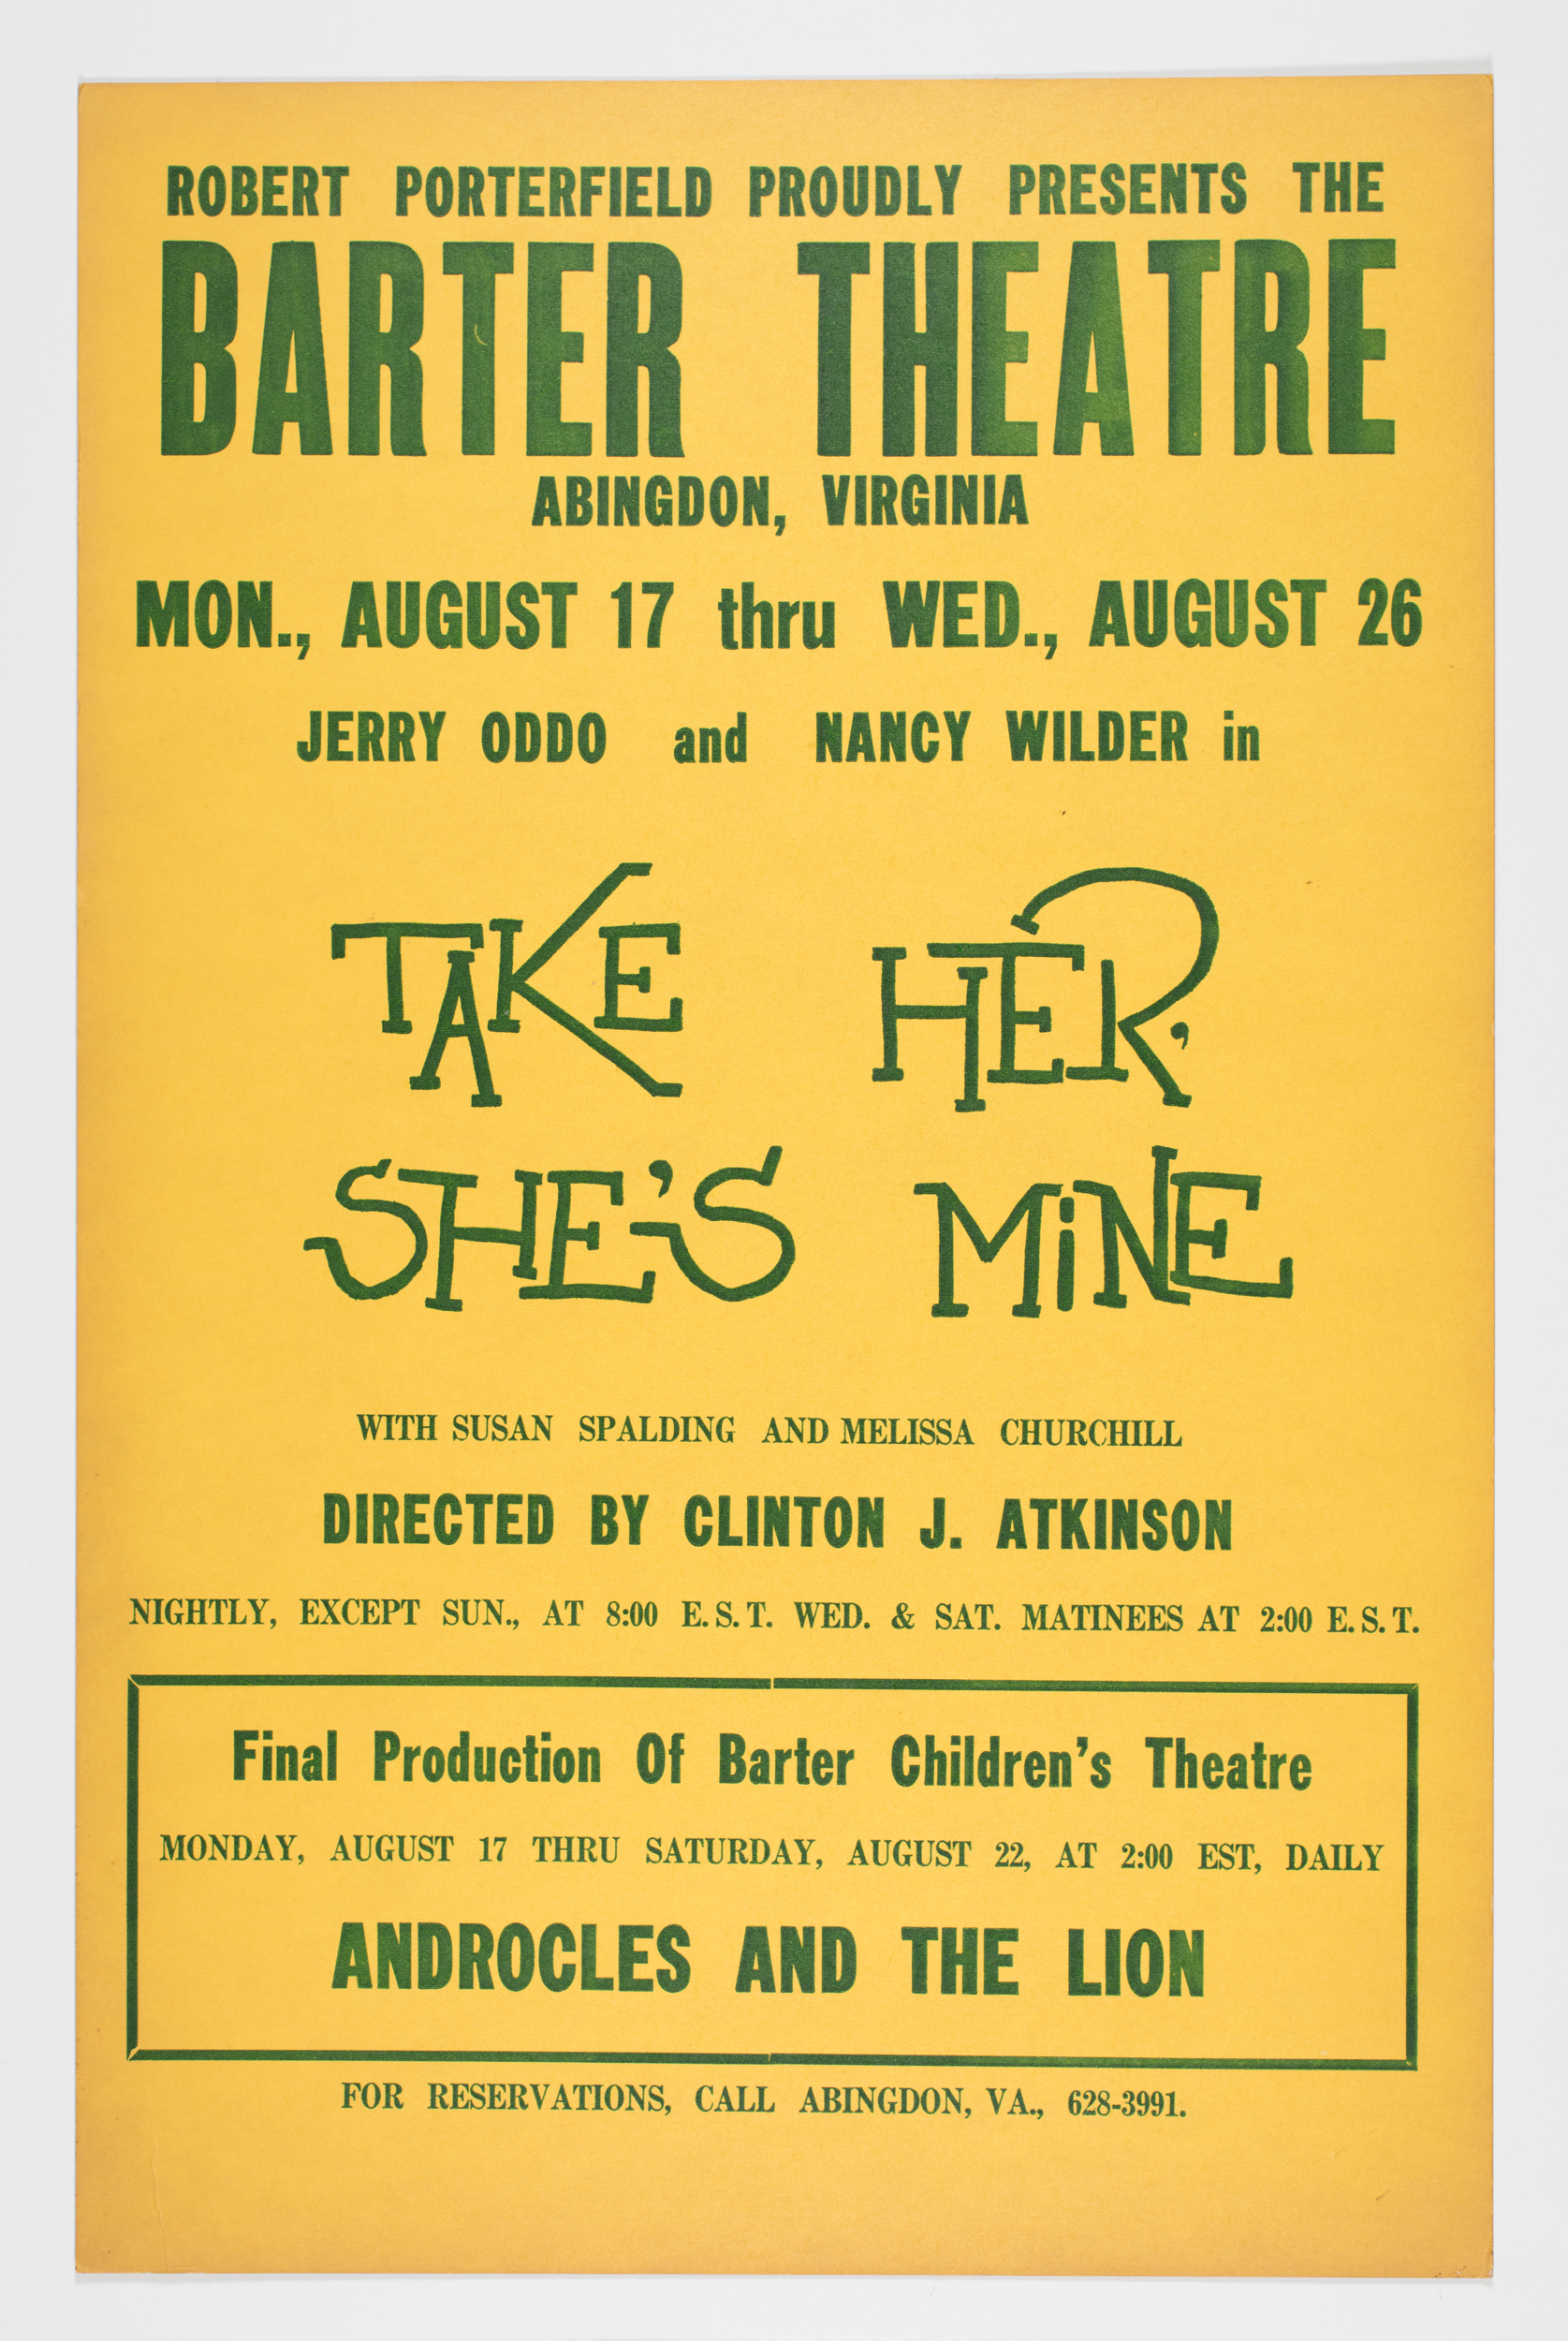 ROBERT PORTERFIELD PROUDLY PRESENTS THE
BARTER THEATRE
ABINGDON, VIRGINIA
MON., AUGUST 17 thru WED., AUGUST 26
JERRY ODDO and NANCY WILDER in
TAKE HER,
SHE'S MiNE
WITH SUSAN SPALDING AND MELISSA CHURCHILL
DIRECTED BY CLINTON J. ATKINSON
NIGHTLY, EXCEPT SUN., AT 8:00 E.S.T. WED. & SAT. MATINEES AT 2:00 E.S.T.
Final Production Of Barter Children's Theatre
MONDAY, AUGUST 17 THRU SATURDAY, AUGUST 22, AT 2:00 EST, DAILY
ANDROCLES AND THE LION
FOR RESERVATIONS, CALL ABINGDON, VA., 628-3991.